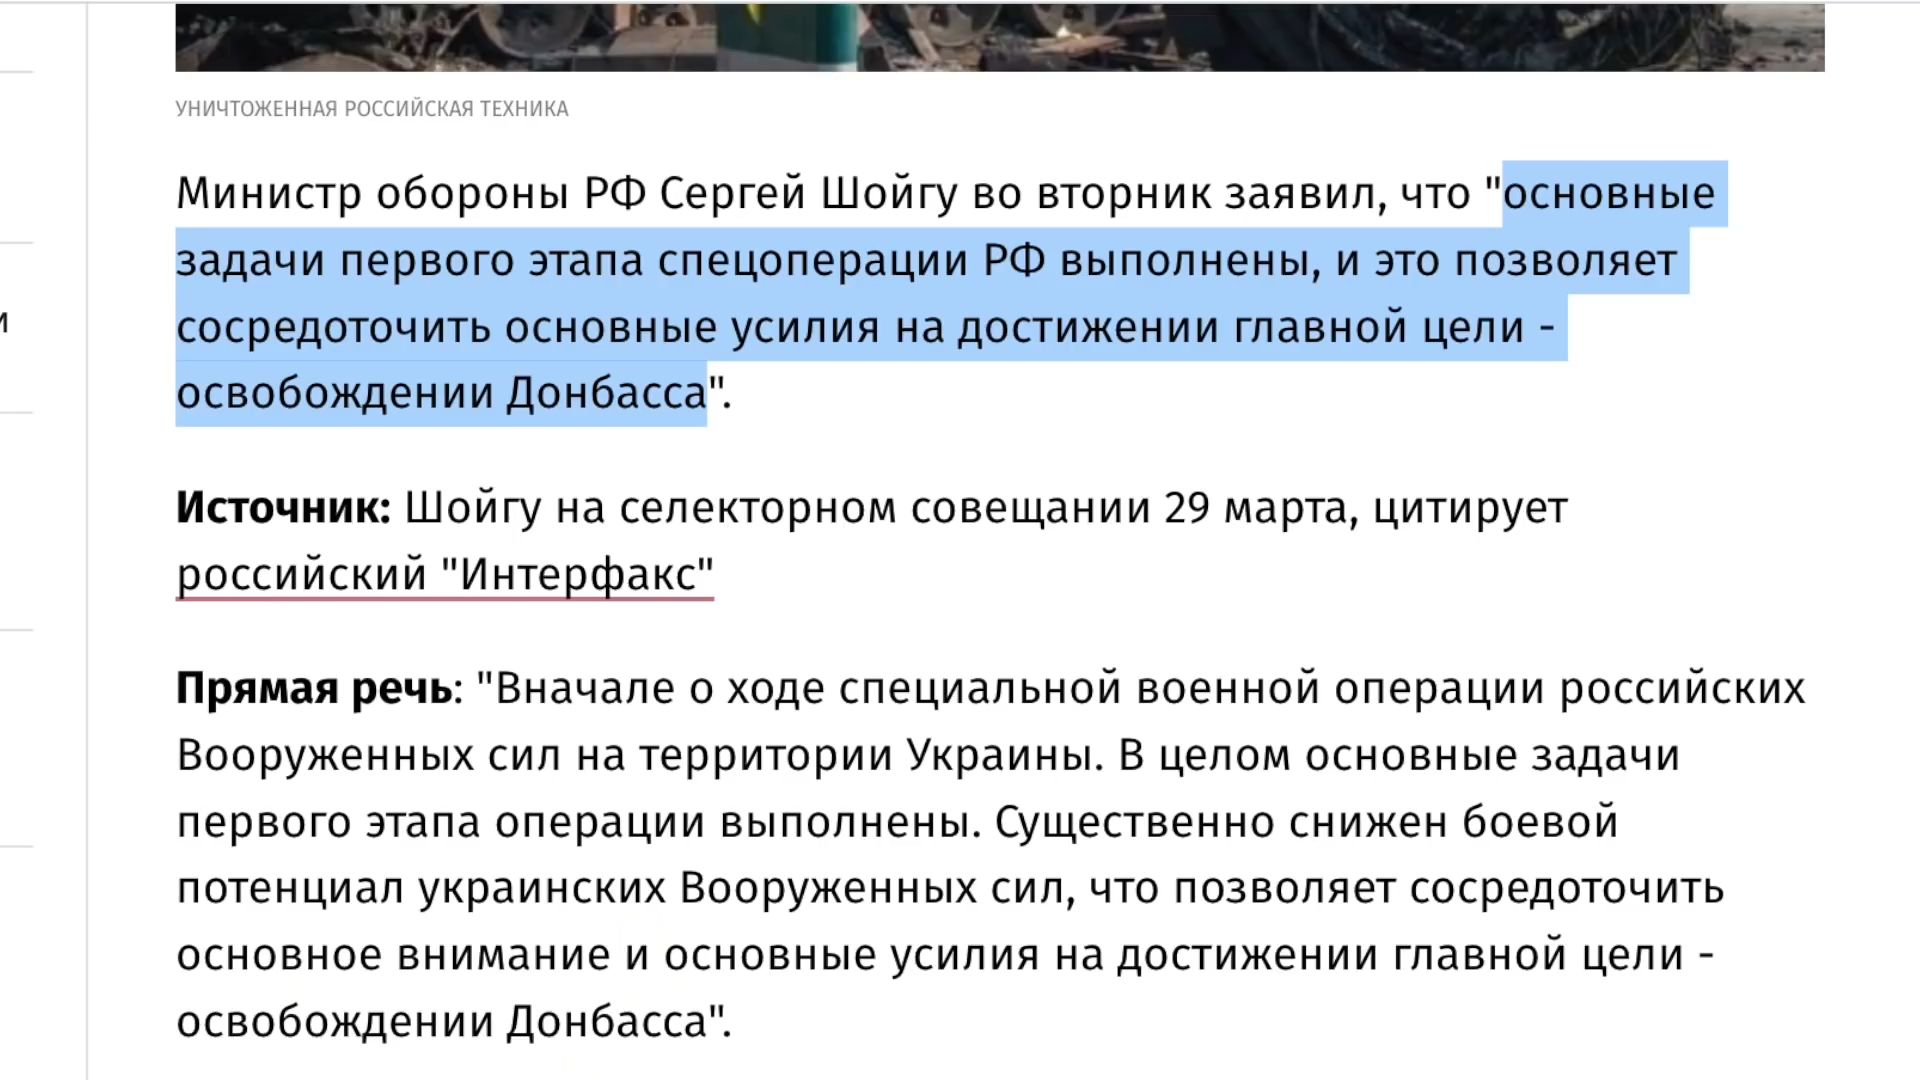 УНИЧТОЖЕННАЯ РОССИЙСКАЯ ТЕХНИКА
Министр обороны РФ Сергей Шойгу во вторник заявил, что "основные
задачи первого этапа спецоперации РФ выполнены, и это позволяет
сосредоточить основные усилия на достижении главной цели -
освобождении Донбасса".
Источник: Шойгу на селекторном совещании 29 марта, цитирует
российский "Интерфакс"
Прямая речь: "Вначале о ходе специальной военной операции российских
Вооруженных сил на территории Украины. В целом основные задачи
первого этапа операции выполнены. Существенно снижен боевой
потенциал украинских Вооруженных сил, что позволяет сосредоточить
основное внимание и основные усилия на достижении главной цели -
освобождении Донбасса".